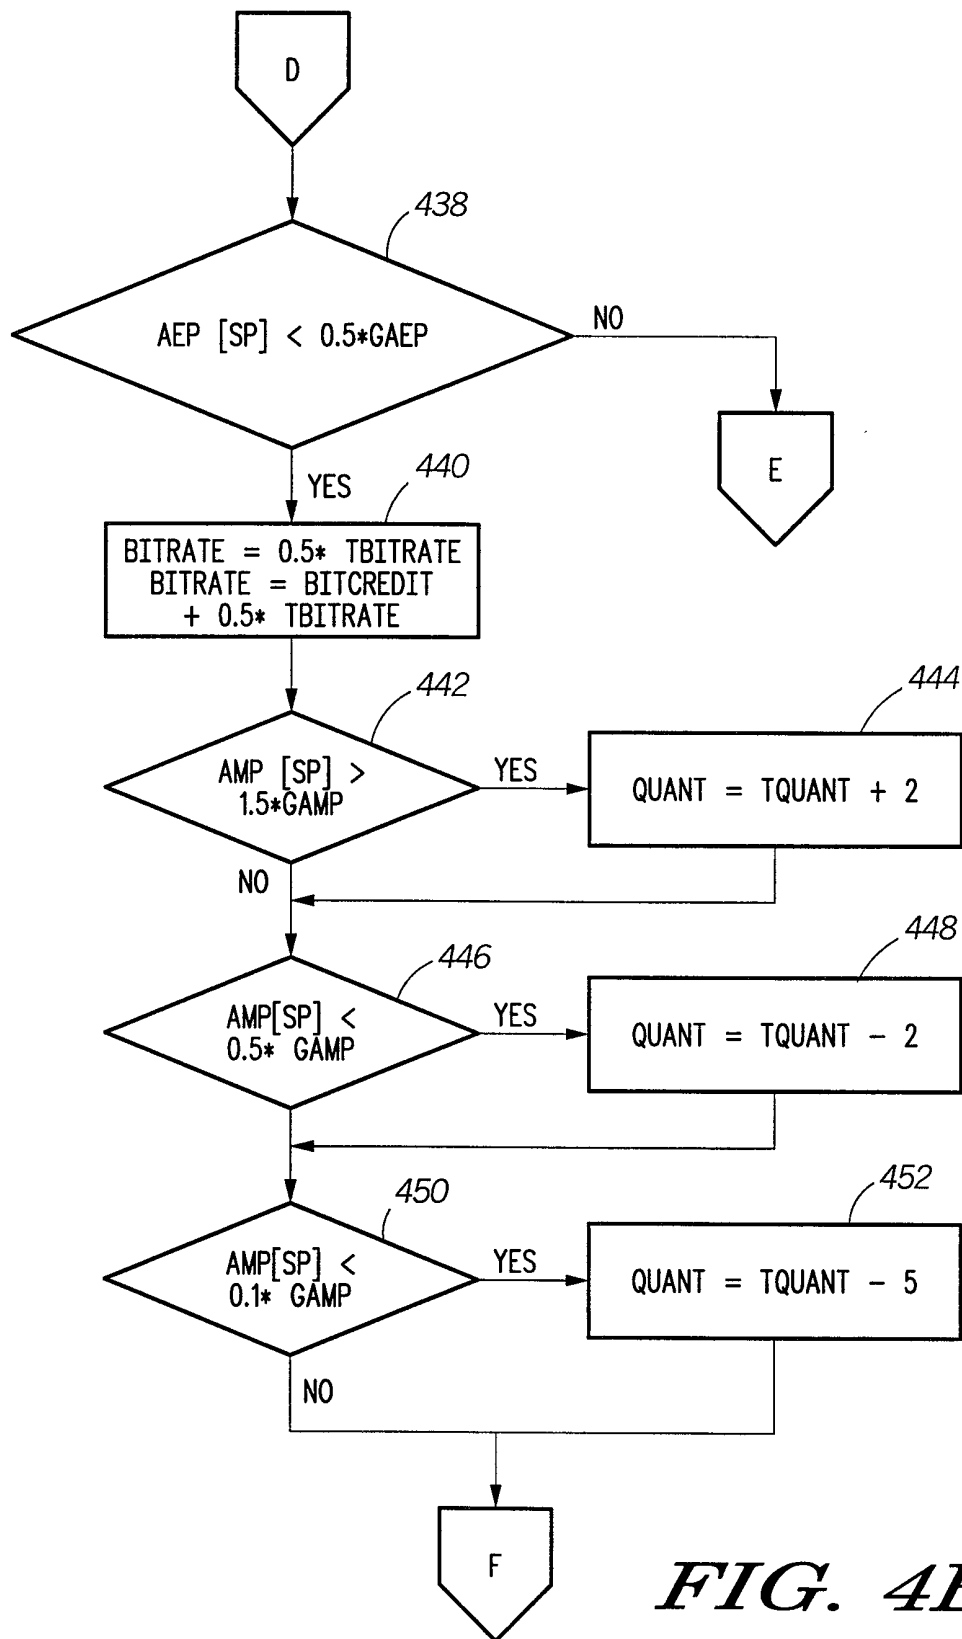 D
438
AEP [SP] < 0.5*GAEP
NO
E
YES
440
BITRATE = 0.5* TBITRATE
BITRATE = BITCREDIT
+ 0.5* TBITRATE
442
AMP [SP] >
1.5*GAMP
YES
444
QUANT = TQUANT + 2
NO
446
AMP[SP] <
0.5* GAMP
YES
448
QUANT = TQUANT - 2
450
AMP[SP] <
0.1* GAMP
YES
452
QUANT = TQUANT - 5
NO
F
FIG.